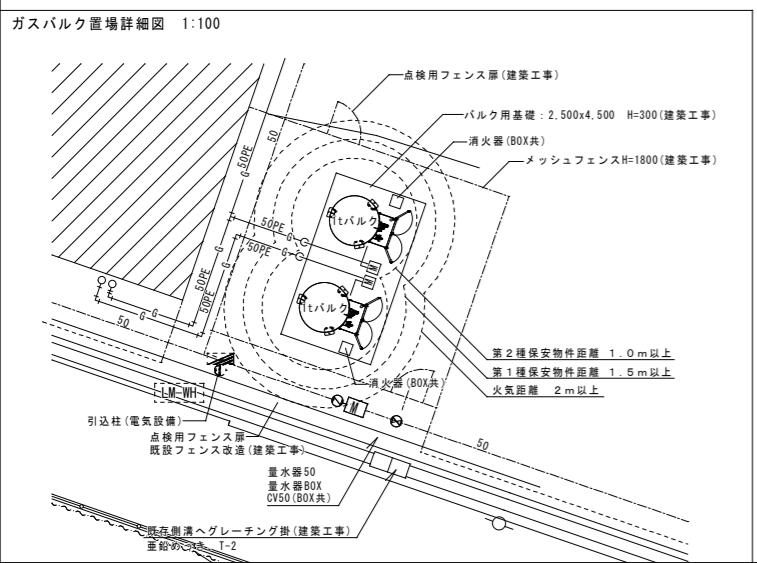 ガスバルク置場詳細図 1:100
点検用フェンス扉(建築工事)
バルク用基礎：2,500x4,500 H=300(建築工事)
消火器(BOX共)
メッシュフェンスH=1800(建築工事)
50
G 50PE
G
50PE G
1tバルク
50PE G
M
M
G
50PE
G
50PE
1tバルク
G
G
50
第２種保安物件距離 １.０ｍ以上
第１種保安物件距離 １.５ｍ以上
火気距離 ２ｍ以上
消火器(BOX共)
LM-WH
M
引込柱(電気設備)
点検用フェンス扉
既設フェンス改造(建築工事)
50
量水器50
量水器BOX
CV50(BOX共)
既存側溝へグレーチング掛(建築工事)
亜鉛めっき T-2